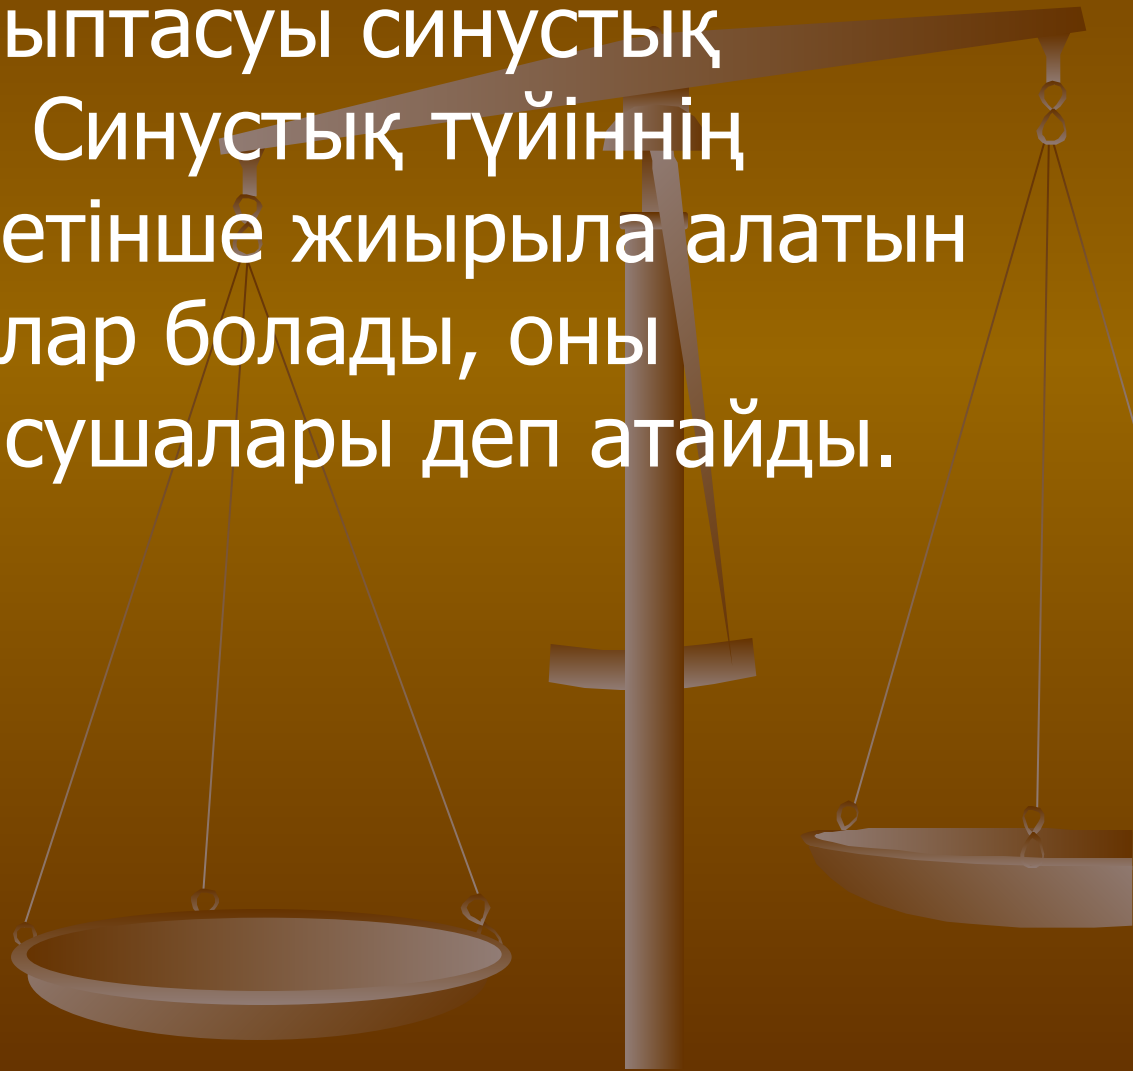 ыптасуы синустық
Синустық түйіннің
етінше жиырыла алатын
лар болады, оны
сушалары деп атайды.